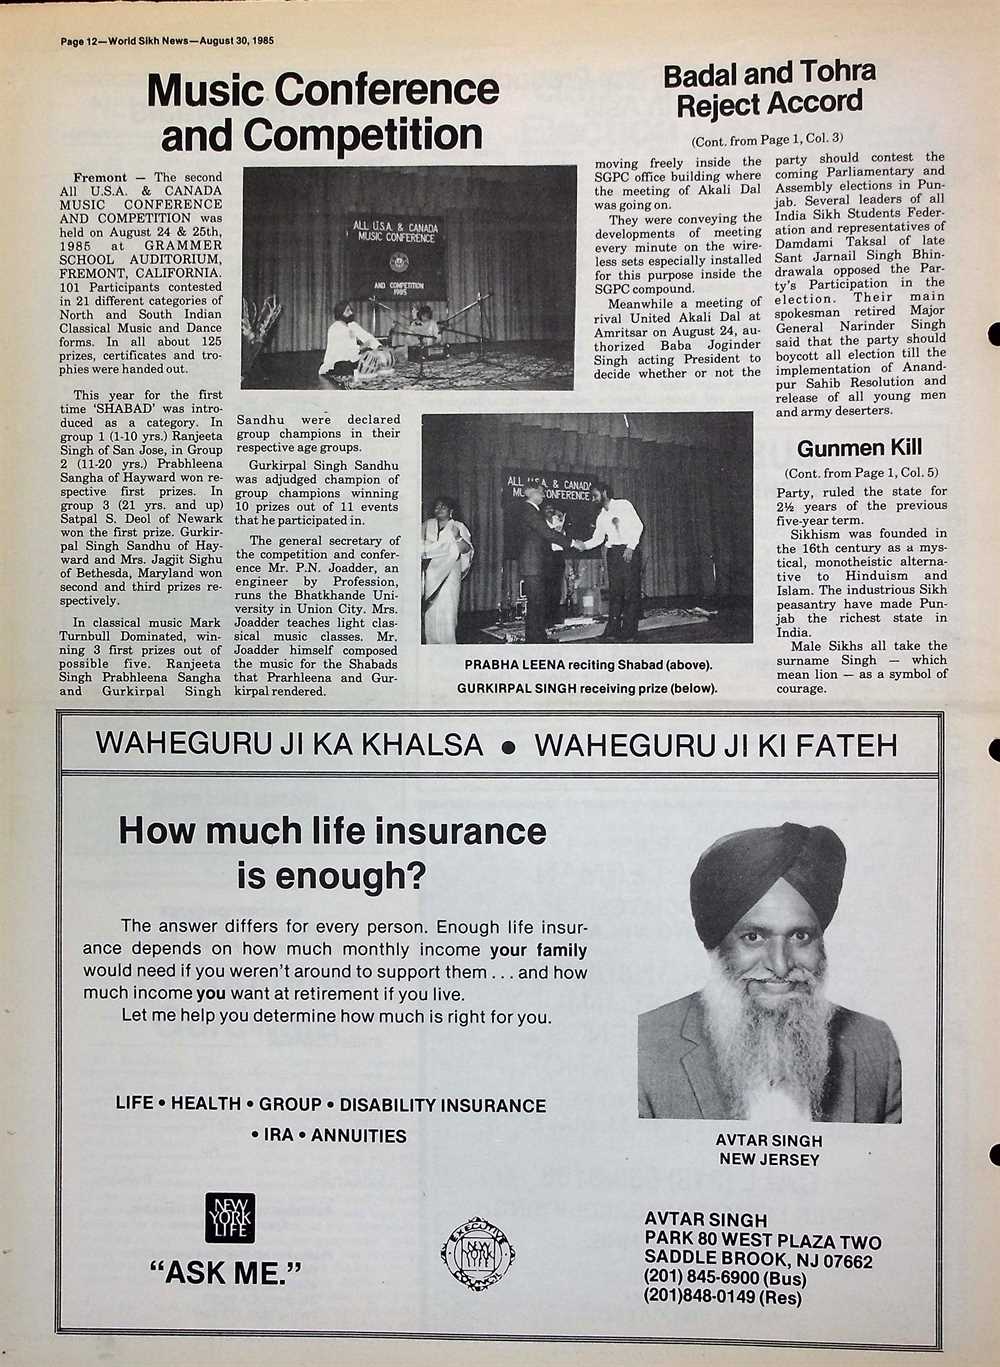 Page 12—World Sikh News—August 30, 1985
Music Conference
and Competition
Fremont — The second
All U.S.A. & CANADA
MUSIC CONFERENCE
AND COMPETITION was
held on August 24 & 25th,
1985 at GRAMMER
SCHOOL AUDITORIUM,
FREMONT, CALIFORNIA.
101 Participants contested
in 21 different categories of
North and South Indian
Classical Music and Dance
forms. In all about 125
prizes, certificates and tro-
phies were handed out.
This year for the first
time 'SHABAD' was intro-
duced as a category. In
group 1 (1-10 yrs.) Ranjeeta
Singh of San Jose, in Group
2 (11-20 yrs.) Prabhleena
Sangha of Hayward won re-
spective first prizes. In
group 3 (21 yrs. and up)
Satpal S. Deol of Newark
won the first prize. Gurkir-
pal Singh Sandhu of Hay-
ward and Mrs. Jagjit Sighu
of Bethesda, Maryland won
second and third prizes re-
spectively.
In classical music Mark
Turnbull Dominated, win-
ning 3 first prizes out of
possible five. Ranjeeta
Singh Prabhleena Sangha
and Gurkirpal Singh
ALL U.S.A. & CANADA
MUSIC CONFERENCE
AND COMPETITION
1985
Sandhu were declared
group champions in their
respective age groups.
Gurkirpal Singh Sandhu
was adjudged champion of
group champions winning
10 prizes out of 11 events
that he participated in.
The general secretary of
the competition and confer-
ence Mr. P.N. Joadder, an
engineer by Profession,
runs the Bhatkhande Uni-
versity in Union City. Mrs.
Joadder teaches light clas-
sical music classes. Mr.
Joadder himself composed
the music for the Shabads
that Prarhleena and Gur-
kirpal rendered.
ALL U.S.A. & CANADA
MU CONFERENCE
PRABHA LEENA reciting Shabad (above).
GURKIRPAL SINGH receiving prize (below).
Badal and Tohra
Reject Accord
(Cont. from Page 1, Col. 3)
moving freely inside the
SGPC office building where
the meeting of Akali Dal
was going on.
They were conveying the
developments of meeting
every minute on the wire-
less sets especially installed
for this purpose inside the
SGPC compound.
Meanwhile a meeting of
rival United Akali Dal at
Amritsar on August 24, au-
thorized Baba Joginder
Singh acting President to
decide whether or not the
party should contest the
coming Parliamentary and
Assembly elections in Pun-
jab. Several leaders of all
India Sikh Students Feder-
ation and representatives of
Damdami Taksal of late
Sant Jarnail Singh Bhin-
drawala opposed the Par-
ty's Participation in the
election. Their main
spokesman retired Major
General Narinder Singh
said that the party should
boycott all election till the
implementation of Anand-
pur Sahib Resolution and
release of all young men
and army deserters.
Gunmen Kill
(Cont. from Page 1, Col. 5)
Party, ruled the state for
2½ years of the previous
five-year term.
Sikhism was founded in
the 16th century as a mys-
tical, monotheistic alterna-
tive to Hinduism and
Islam. The industrious Sikh
peasantry have made Pun-
jab the richest state in
India.
Male Sikhs all take the
surname Singh — which
mean lion — as a symbol of
courage.
WAHEGURU JI KA KHALSA • WAHEGURU JI KI FATEH
How much life insurance
is enough?
The answer differs for every person. Enough life insur-
ance depends on how much monthly income your family
would need if you weren't around to support them . . . and how
much income you want at retirement if you live.
Let me help you determine how much is right for you.
LIFE • HEALTH • GROUP • DISABILITY INSURANCE
• IRA • ANNUITIES
NEW
YORK
LIFE
"ASK ME."
EXECUTIVE
NEW
YORK
LIFE
COUNCIL
AVTAR SINGH
NEW JERSEY
AVTAR SINGH
PARK 80 WEST PLAZA TWO
SADDLE BROOK, NJ 07662
(201) 845-6900 (Bus)
(201)848-0149 (Res)